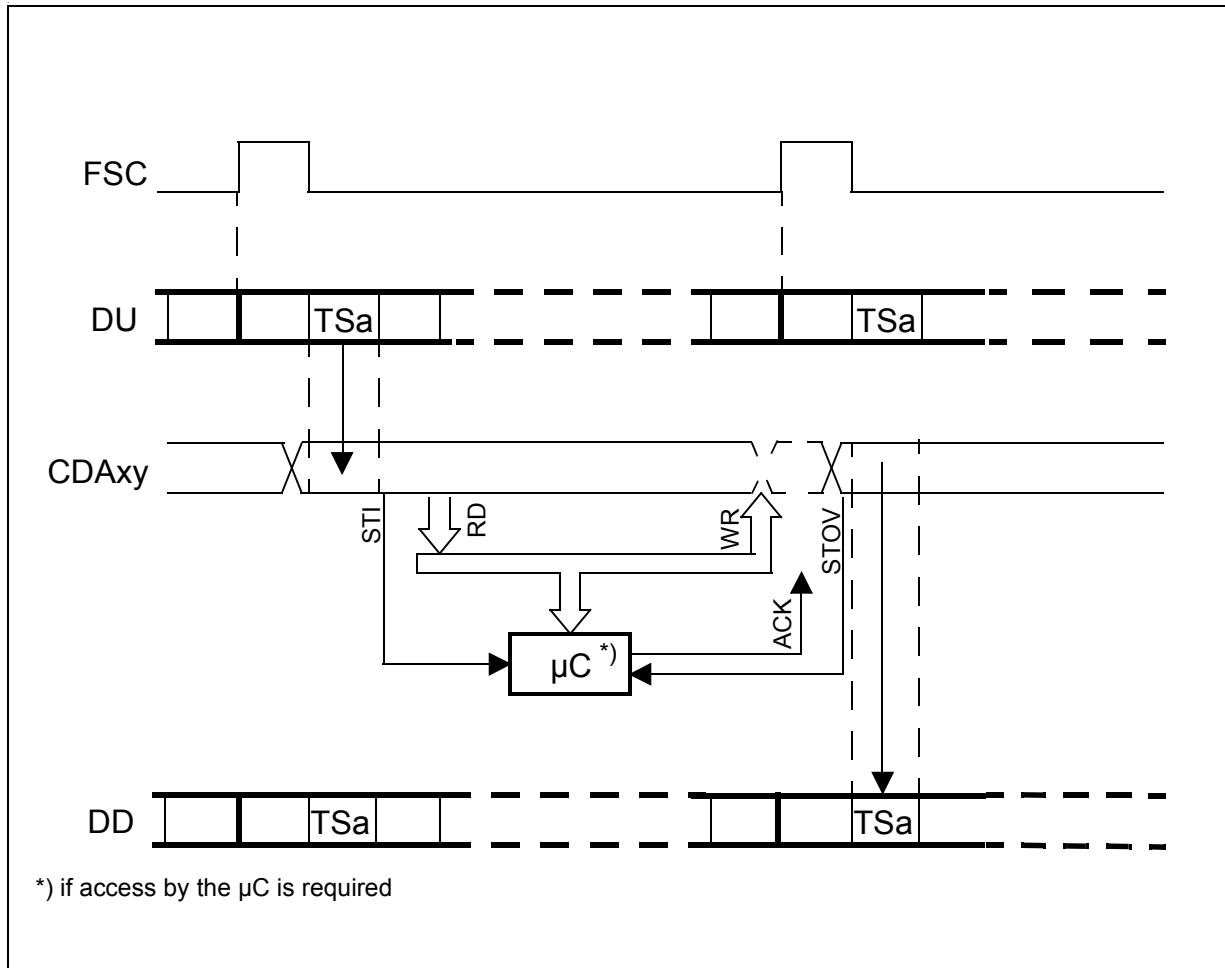 FSC
DU
TSa
TSa
CDAxy
STI
RD
WR
STOV
ACK
µC *)
DD
TSa
TSa
*) if access by the µC is required